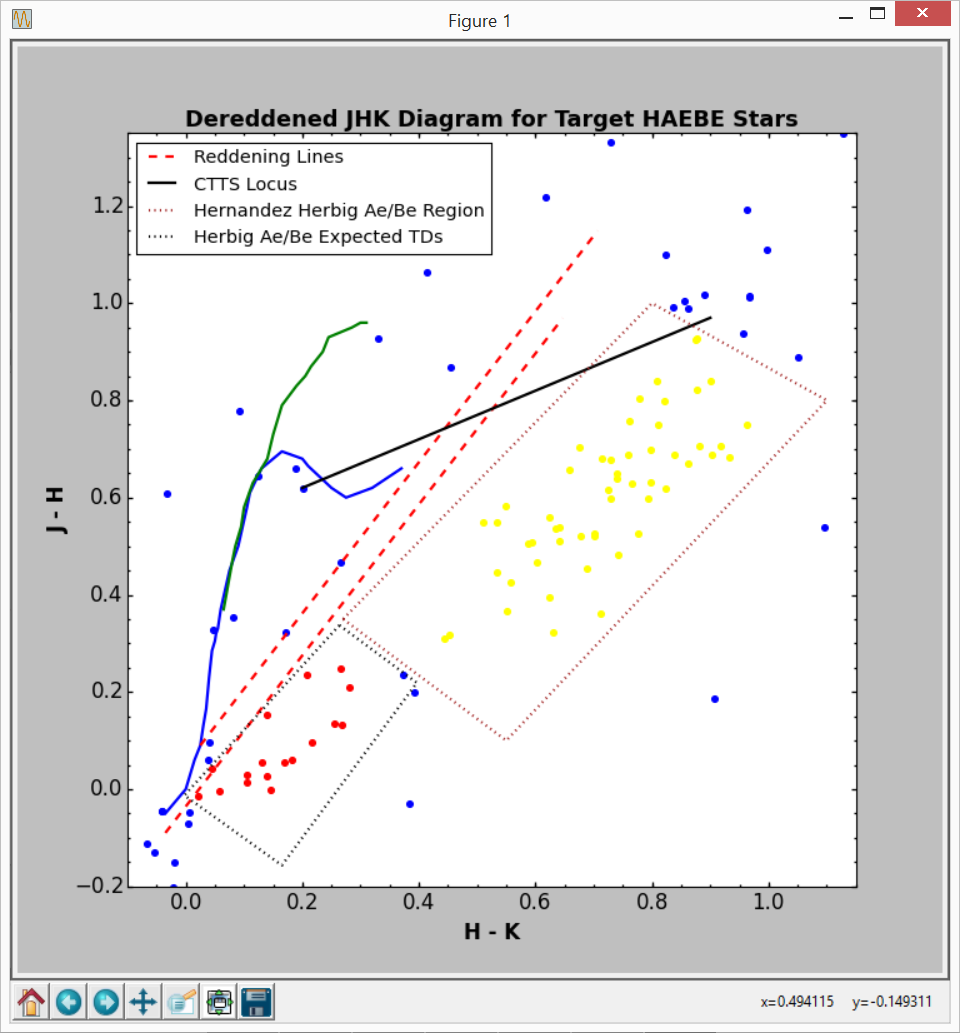 Figure 1
Dereddened JHK Diagram for Target HAEBE Stars
Reddening Lines
CTTS Locus
Hernandez Herbig Ae/Be Region
Herbig Ae/Be Expected TDs
1.2
1.0
0.8
0.6
0.4
0.2
0.0
−0.2
J - H
0.0 0.2 0.4 0.6 0.8 1.0
H - K
x=0.494115 y=-0.149311